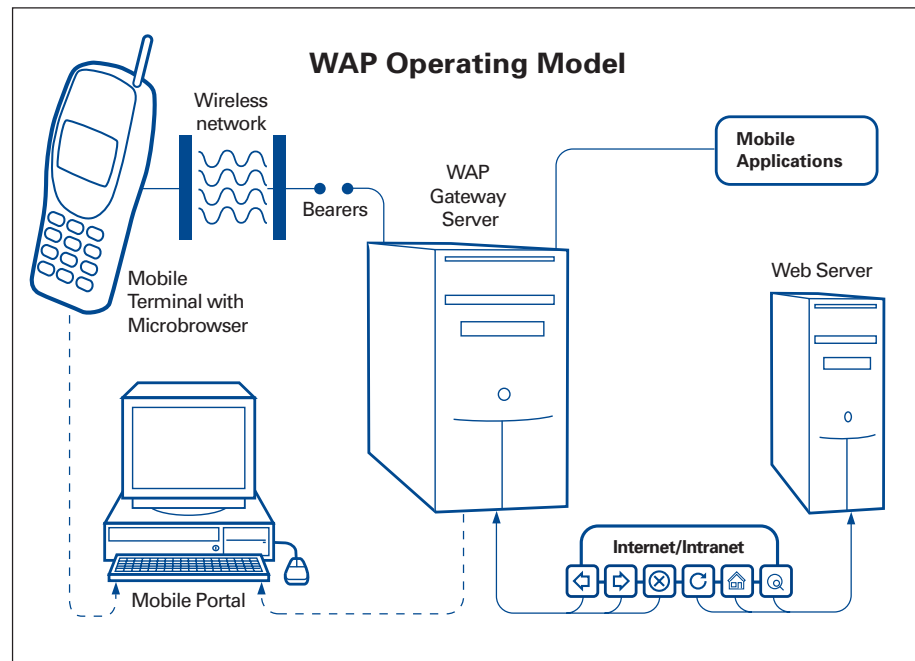 WAP Operating Model
Wireless
network
Mobile
Applications
WAP
Gateway
Server
Bearers
Web Server
Mobile
Terminal with
Microbrowser
Internet/Intranet
Mobile Portal